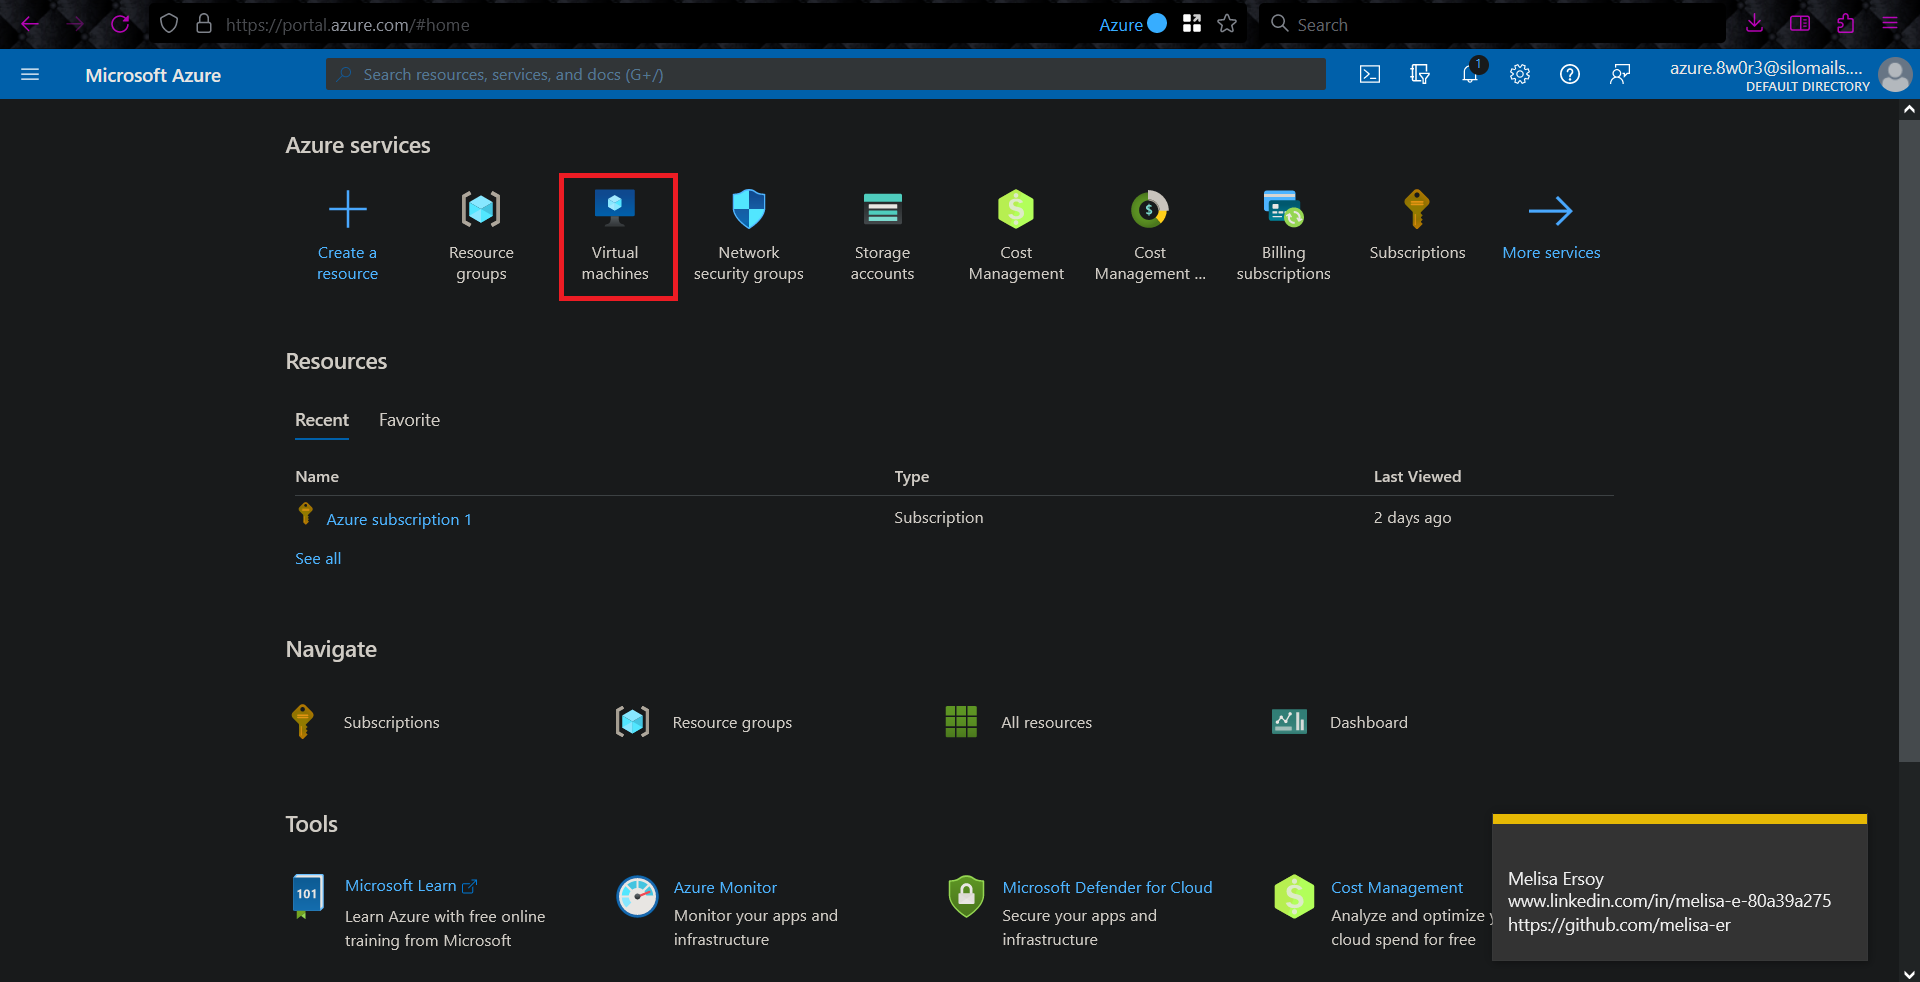 https://portal.azure.com/#home
Azure
Search
Microsoft Azure
Search resources, services, and docs (G+/)
1
azure.8w0r3@silomails....
DEFAULT DIRECTORY
Azure services
Create a
resource
Resource
groups
Virtual
machines
Network
security groups
Storage
accounts
Cost
Management
Cost
Management ...
Billing
subscriptions
Subscriptions
More services
Resources
Recent
Favorite
Name
Type
Last Viewed
Azure subscription 1
Subscription
2 days ago
See all
Navigate
Subscriptions
Resource groups
All resources
Dashboard
Tools
101
Microsoft Learn
Learn Azure with free online
training from Microsoft
Azure Monitor
Monitor your apps and
infrastructure
Microsoft Defender for Cloud
Secure your apps and
infrastructure
Cost Management
Analyze and optimize
cloud spend for free
Melisa Ersoy
www.linkedin.com/in/melisa-e-80a39a275
https://github.com/melisa-er